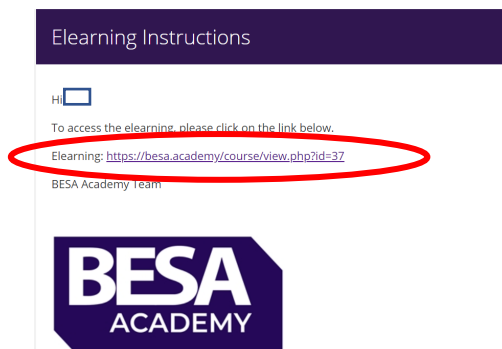 Elearning Instructions
Hi
To access the elearning, please click on the link below.
Elearning: https://besa.academy/course/view.php?id=37
BESA Academy Team
BESA
ACADEMY